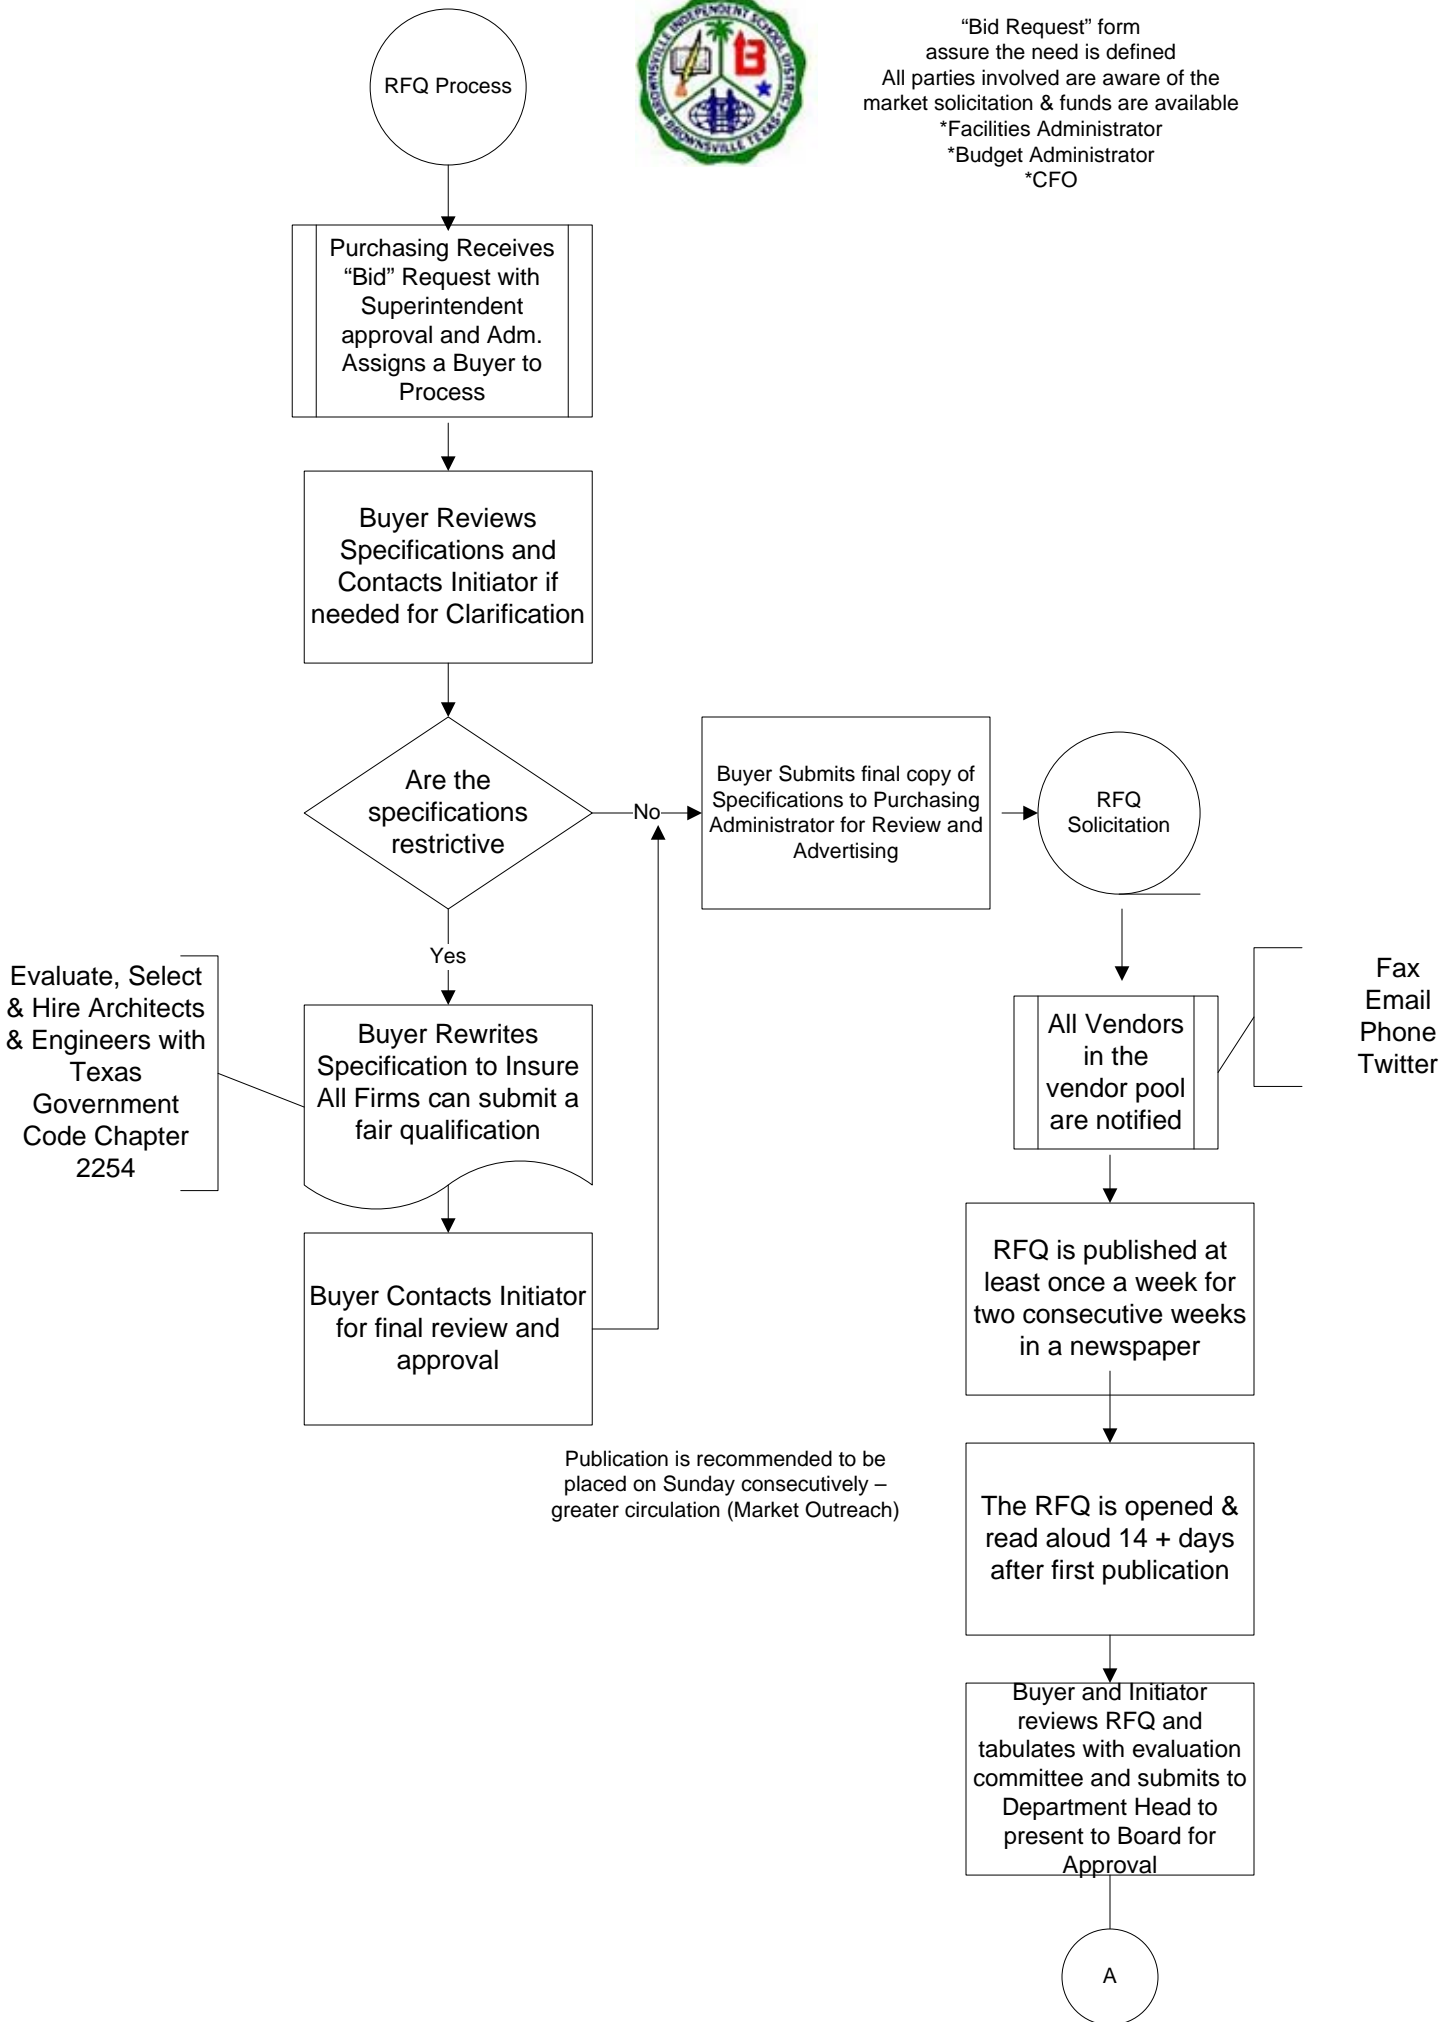 RFQ Process
BROWNSVILLE INDEPENDENT SCHOOL DISTRICT
BROWNSVILLE TEXAS
B
“Bid Request” form
assure the need is defined
All parties involved are aware of the
market solicitation & funds are available
*Facilities Administrator
*Budget Administrator
*CFO
Purchasing Receives
“Bid” Request with
Superintendent
approval and Adm.
Assigns a Buyer to
Process
Buyer Reviews
Specifications and
Contacts Initiator if
needed for Clarification
Are the
specifications
restrictive
No
Buyer Submits final copy of
Specifications to Purchasing
Administrator for Review and
Advertising
RFQ
Solicitation
Yes
Evaluate, Select
& Hire Architects
& Engineers with
Texas
Government
Code Chapter
2254
Buyer Rewrites
Specification to Insure
All Firms can submit a
fair qualification
Buyer Contacts Initiator
for final review and
approval
All Vendors
in the
vendor pool
are notified
Fax
Email
Phone
Twitter
RFQ is published at
least once a week for
two consecutive weeks
in a newspaper
Publication is recommended to be
placed on Sunday consecutively –
greater circulation (Market Outreach)
The RFQ is opened &
read aloud 14 + days
after first publication
Buyer and Initiator
reviews RFQ and
tabulates with evaluation
committee and submits to
Department Head to
present to Board for
Approval
A